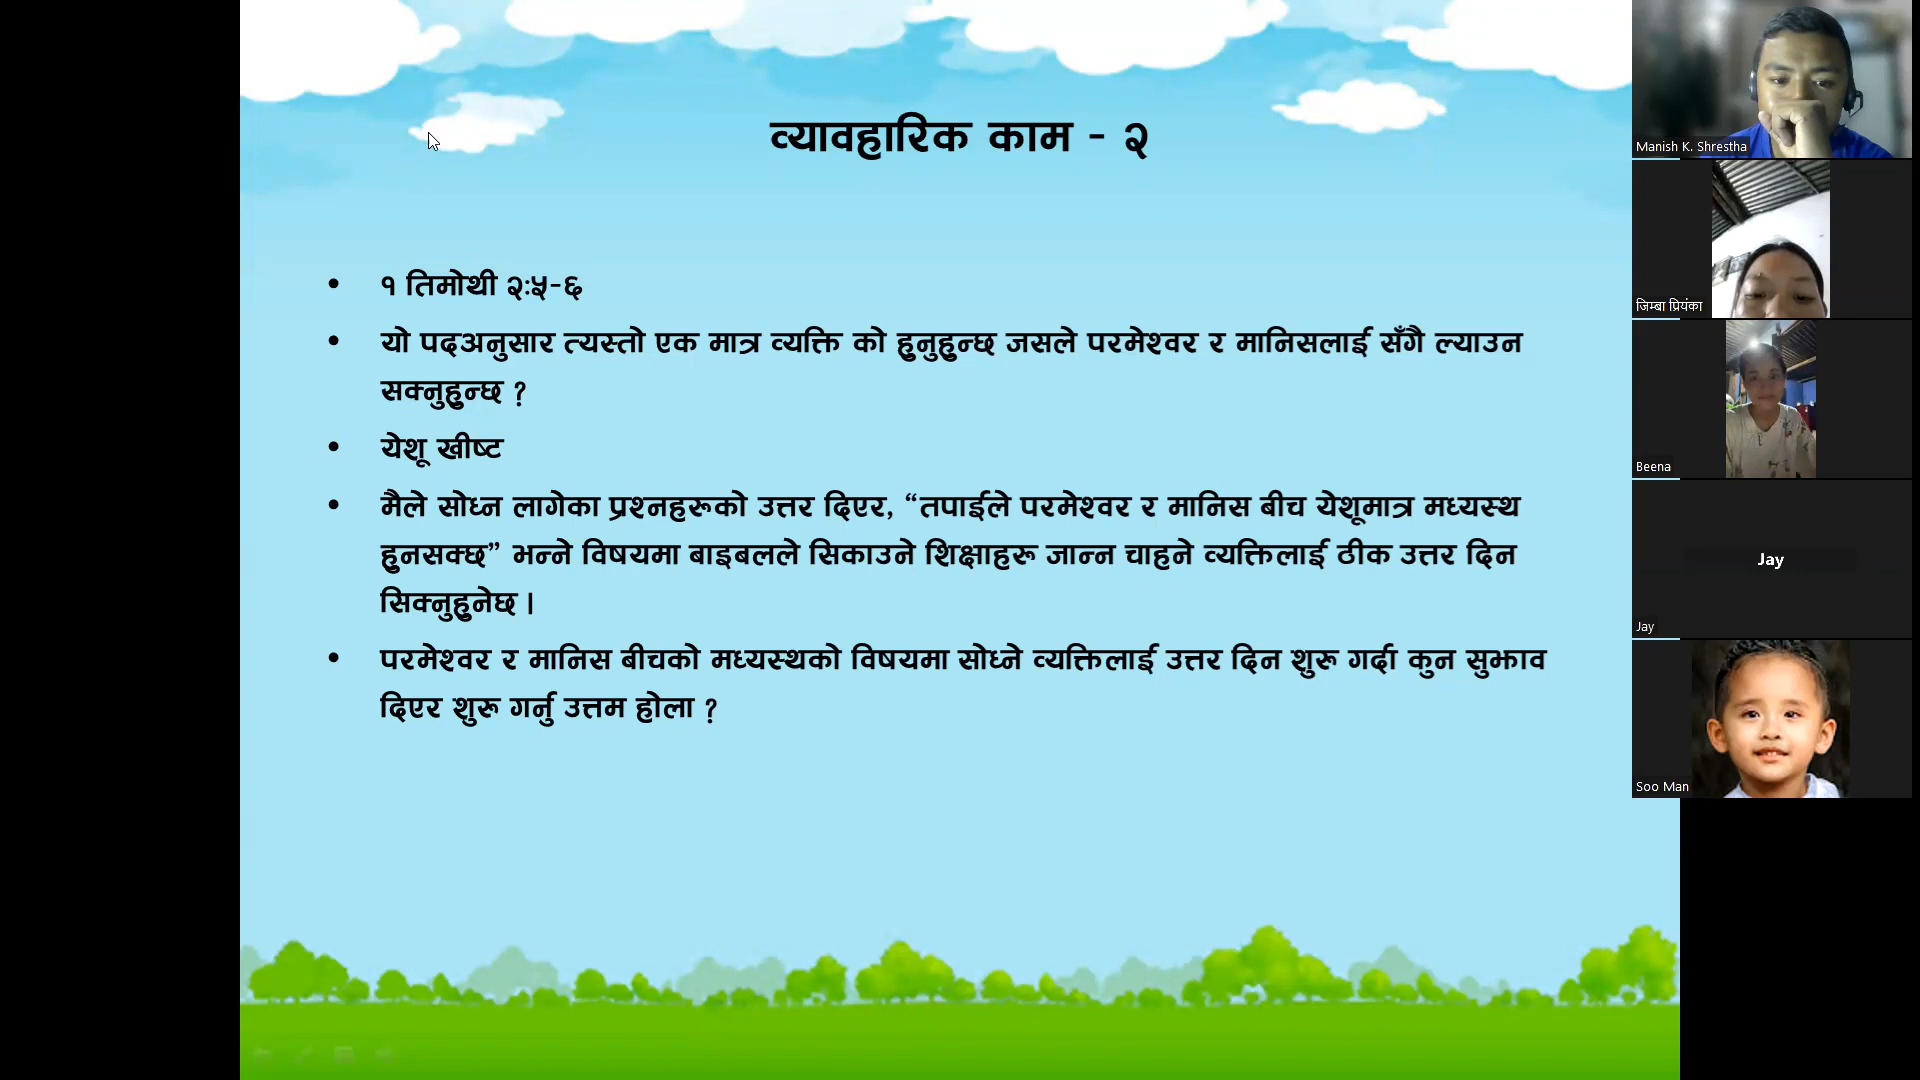 व्यावहारिक काम - २
• १ तिमोथी २:५-६
• यो पदअनुसार त्यस्तो एक मात्र व्यक्ति को हुनुहुन्छ जसले परमेश्वर र मानिसलाई सँगै ल्याउन
सक्नुहुन्छ ?
• येशू ख्रीष्ट
• मैले सोध्न लागेका प्रश्नहरूको उत्तर दिएर, “तपाईले परमेश्वर र मानिस बीच येशूमात्र मध्यस्थ
हुनसक्छ” भन्ने विषयमा बाइबलले सिकाउने शिक्षाहरू जान्न चाहने व्यक्तिलाई ठीक उत्तर दिन
सिक्नुहुनेछ ।
• परमेश्वर र मानिस बीचको मध्यस्थको विषयमा सोध्ने व्यक्तिलाई उत्तर दिन शुरू गर्दा कुन सुझाव
दिएर शुरू गर्नु उत्तम होला ?
Manish K. Shrestha
जिम्बा प्रियंका
Beena
Jay
Jay
Soo Man